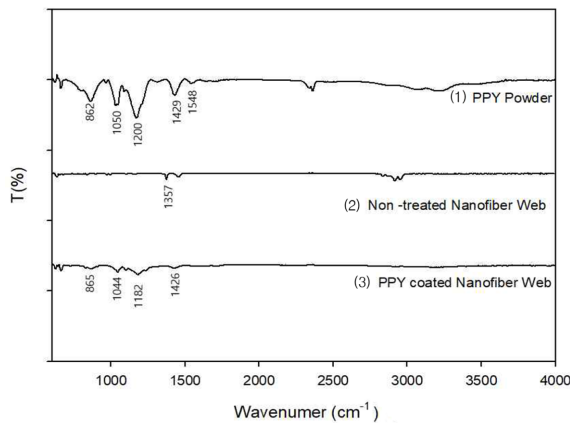 T(%)
862
1050
1200
1429
1548
(1) PPY Powder
1357
(2) Non -treated Nanofiber Web
865
1044
1182
1426
(3) PPY coated Nanofiber Web
1000 1500 2000 2500 3000 3500 4000
Wavenumer (cm⁻¹)